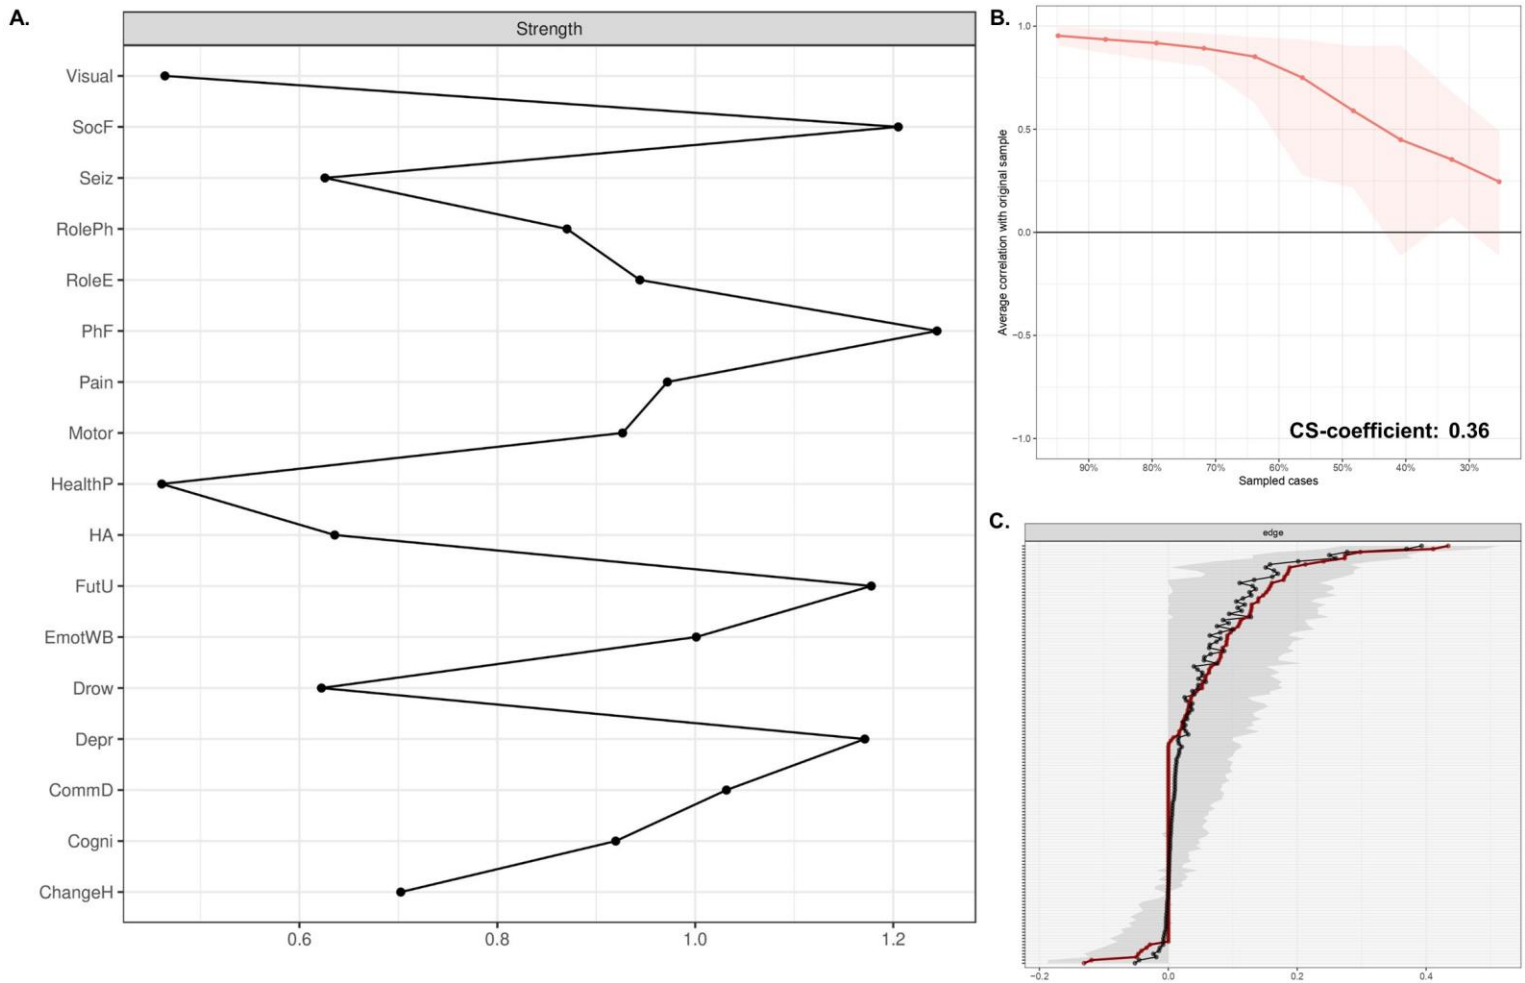 A.
Strength
Visual
SocF
Seiz
RolePh
RoleE
PhF
Pain
Motor
HealthP
HA
FutU
EmotWB
Drow
Depr
CommD
Cogni
ChangeH
0.6 0.8 1.0 1.2
B.
Average correlation with original sample
1.0
0.5
0.0
−0.5
−1.0
CS-coefficient: 0.36
90% 80% 70% 60% 50% 40% 30%
Sampled cases
C.
edge
−0.2 0.0 0.2 0.4